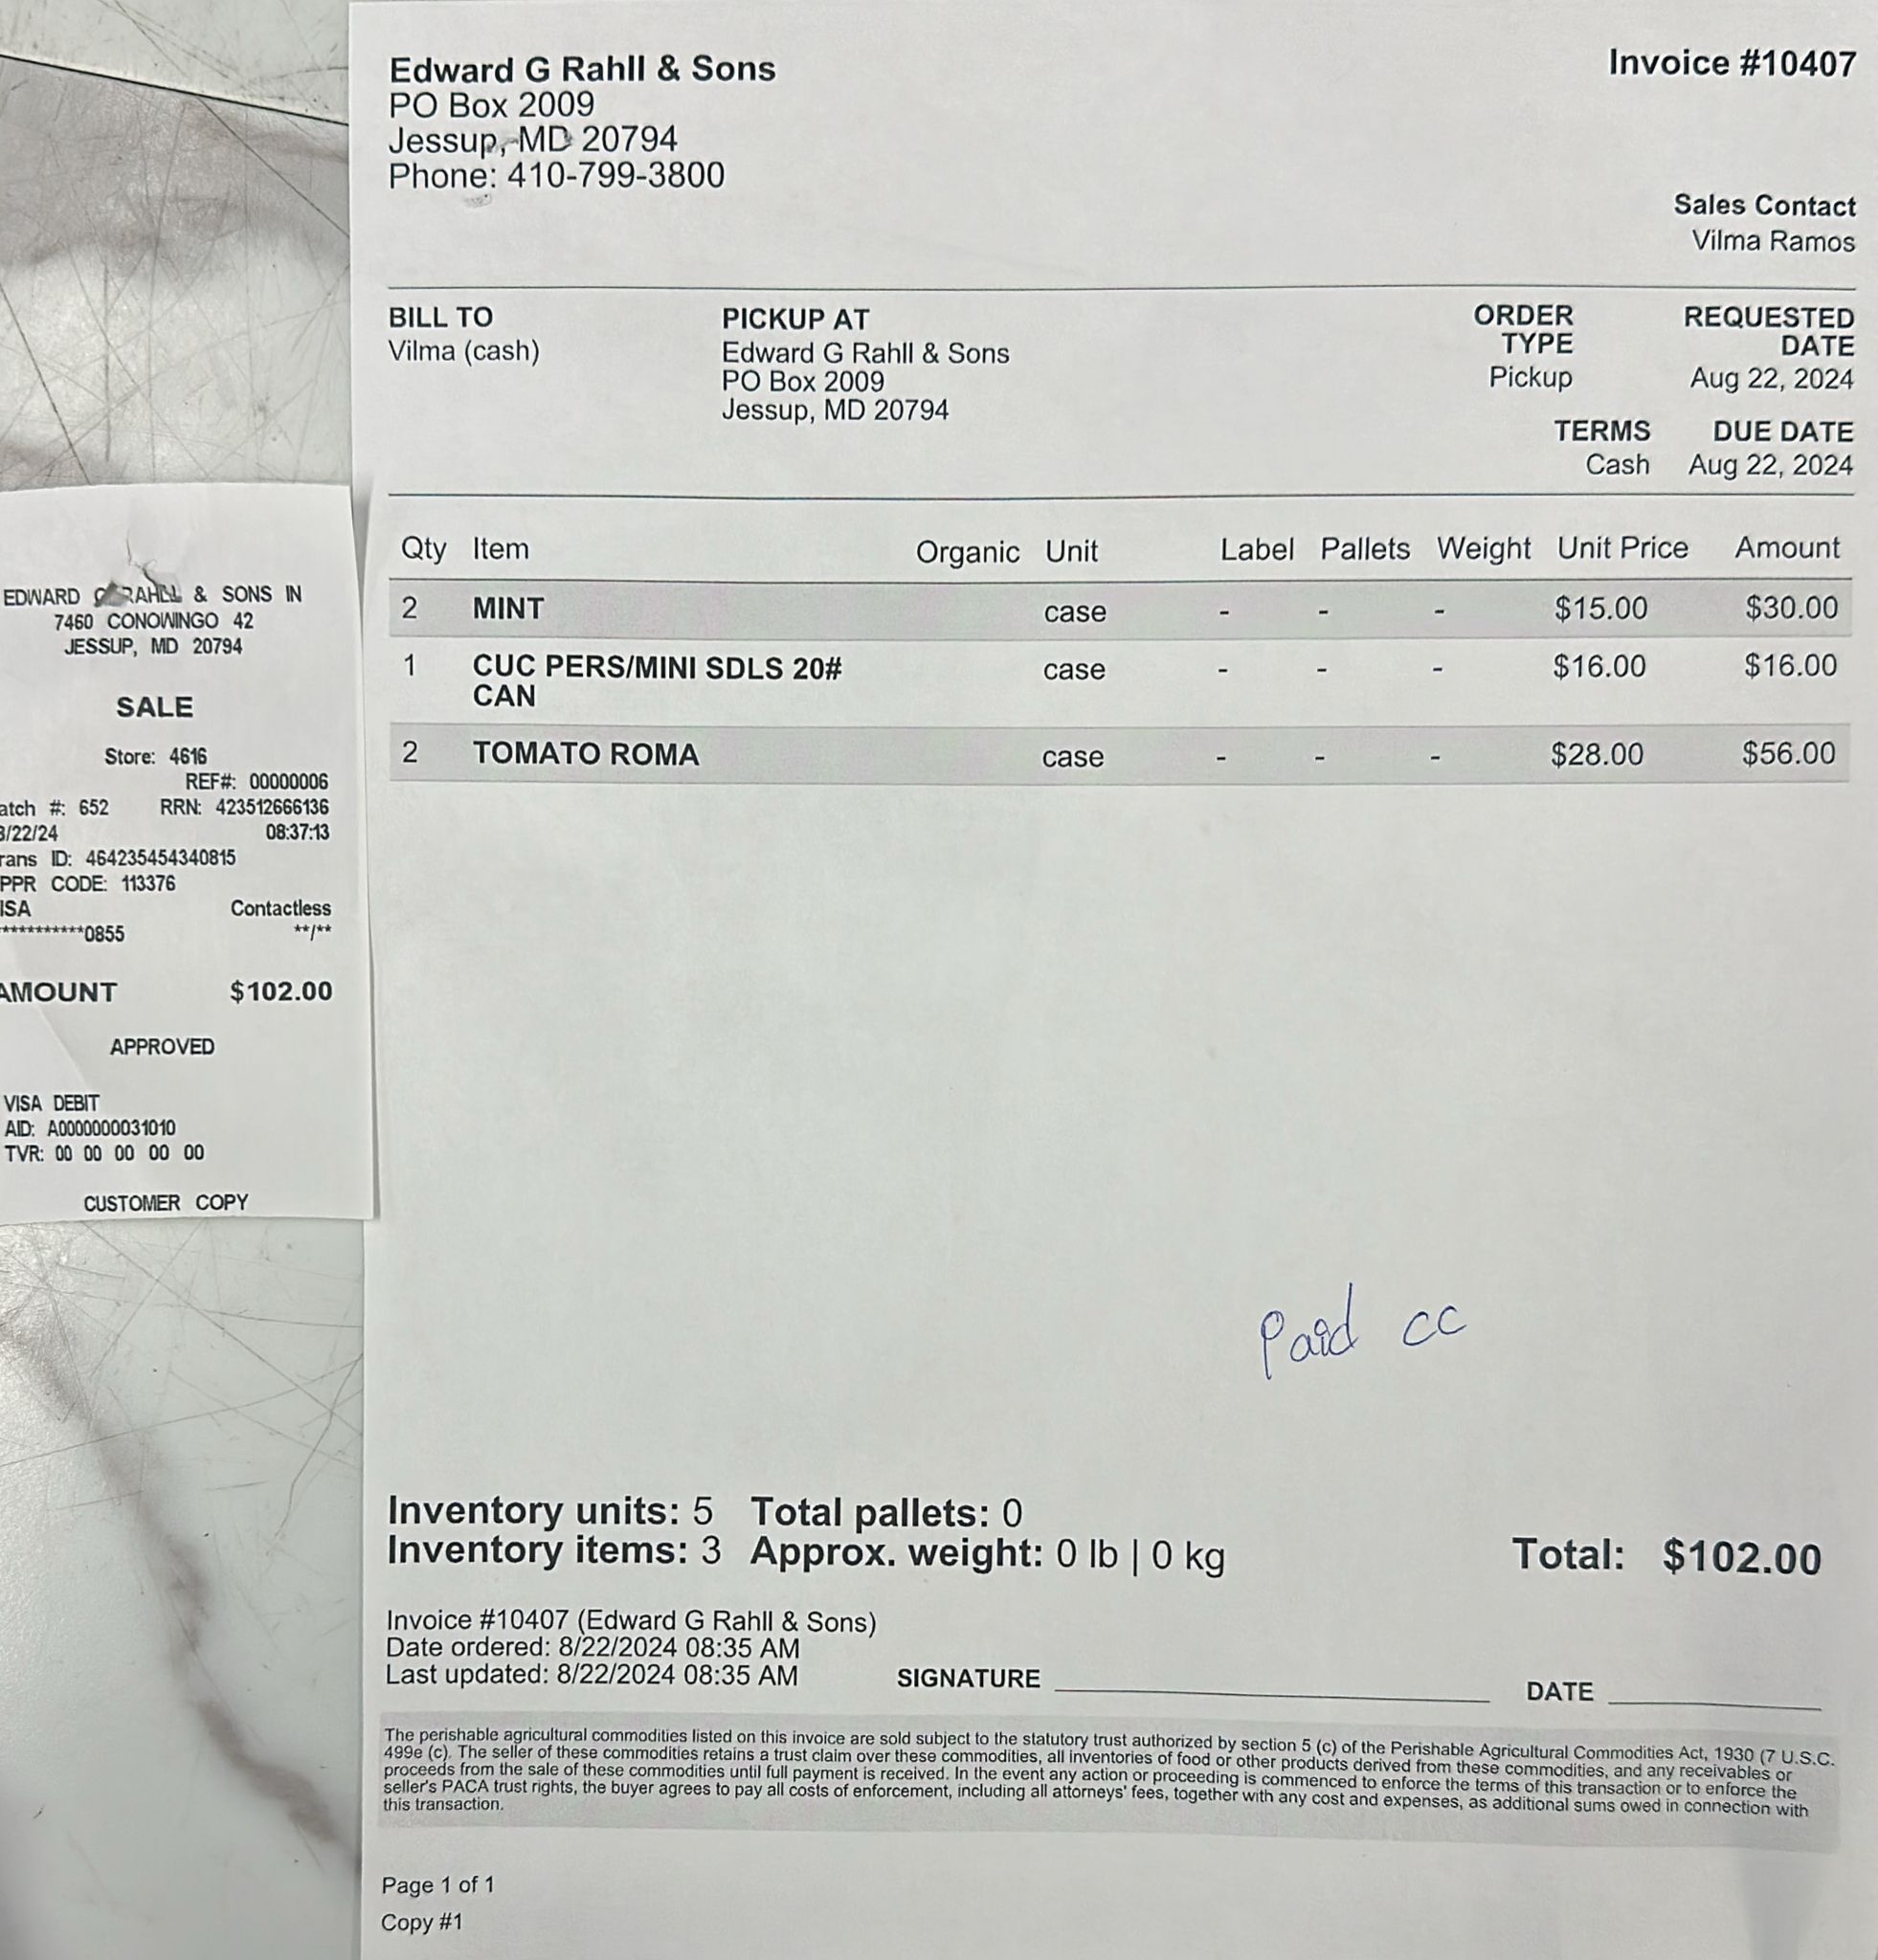 Edward G Rahll & Sons
PO Box 2009
Jessup, MD 20794
Phone: 410-799-3800
Invoice #10407
Sales Contact
Vilma Ramos
BILL TO
Vilma (cash)
PICKUP AT
Edward G Rahll & Sons
PO Box 2009
Jessup, MD 20794
ORDER TYPE
Pickup
REQUESTED DATE
Aug 22, 2024
TERMS
Cash
DUE DATE
Aug 22, 2024
Qty Item Organic Unit Label Pallets Weight Unit Price Amount
2 MINT case - - - $15.00 $30.00
1 CUC PERS/MINI SDLS 20# case - - - $16.00 $16.00
CAN
2 TOMATO ROMA case - - - $28.00 $56.00
Paid cc
Inventory units: 5 Total pallets: 0
Inventory items: 3 Approx. weight: 0 lb | 0 kg
Total: $102.00
Invoice #10407 (Edward G Rahll & Sons)
Date ordered: 8/22/2024 08:35 AM
Last updated: 8/22/2024 08:35 AM
SIGNATURE
DATE
The perishable agricultural commodities listed on this invoice are sold subject to the statutory trust authorized by section 5 (c) of the Perishable Agricultural Commodities Act, 1930 (7 U.S.C.
499e (c). The seller of these commodities retains a trust claim over these commodities, all inventories of food or other products derived from these commodities, and any receivables or
proceeds from the sale of these commodities until full payment is received. In the event any action or proceeding is commenced to enforce the terms of this transaction or to enforce the
seller's PACA trust rights, the buyer agrees to pay all costs of enforcement, including all attorneys' fees, together with any cost and expenses, as additional sums owed in connection with
this transaction.
Page 1 of 1
Copy #1
EDWARD G RAHLL & SONS IN
7460 CONOWINGO 42
JESSUP, MD 20794
SALE
Store: 4616
REF#: 00000006
atch #: 652 RRN: 423512666136
8/22/24 08:37:13
rans ID: 464235454340815
PPR CODE: 113376
ISA Contactless
***********0855 **/**
AMOUNT $102.00
APPROVED
VISA DEBIT
AID: A0000000031010
TVR: 00 00 00 00 00
CUSTOMER COPY